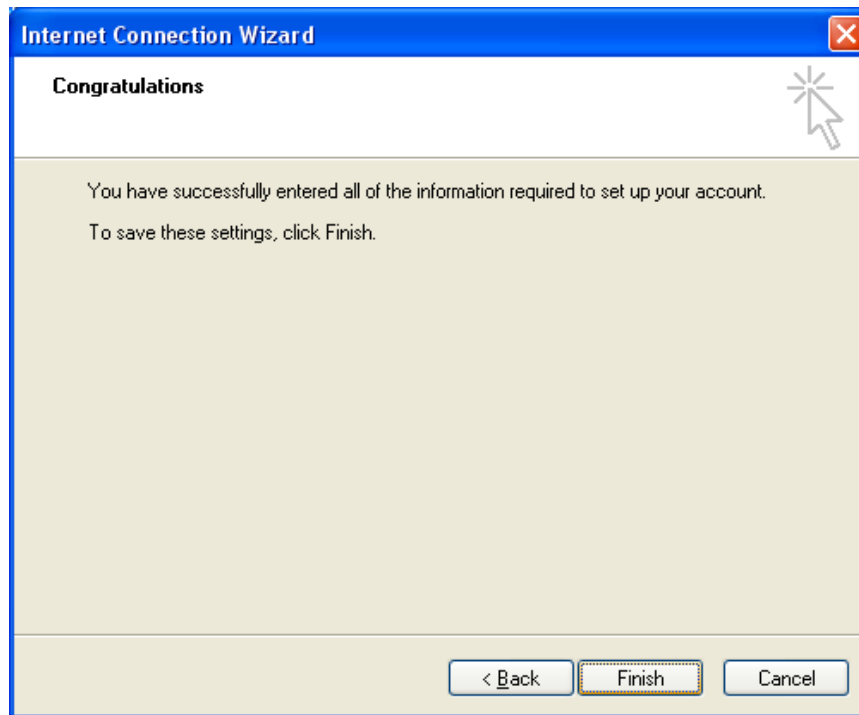 Internet Connection Wizard
Congratulations
You have successfully entered all of the information required to set up your account.
To save these settings, click Finish.
< Back
Finish
Cancel